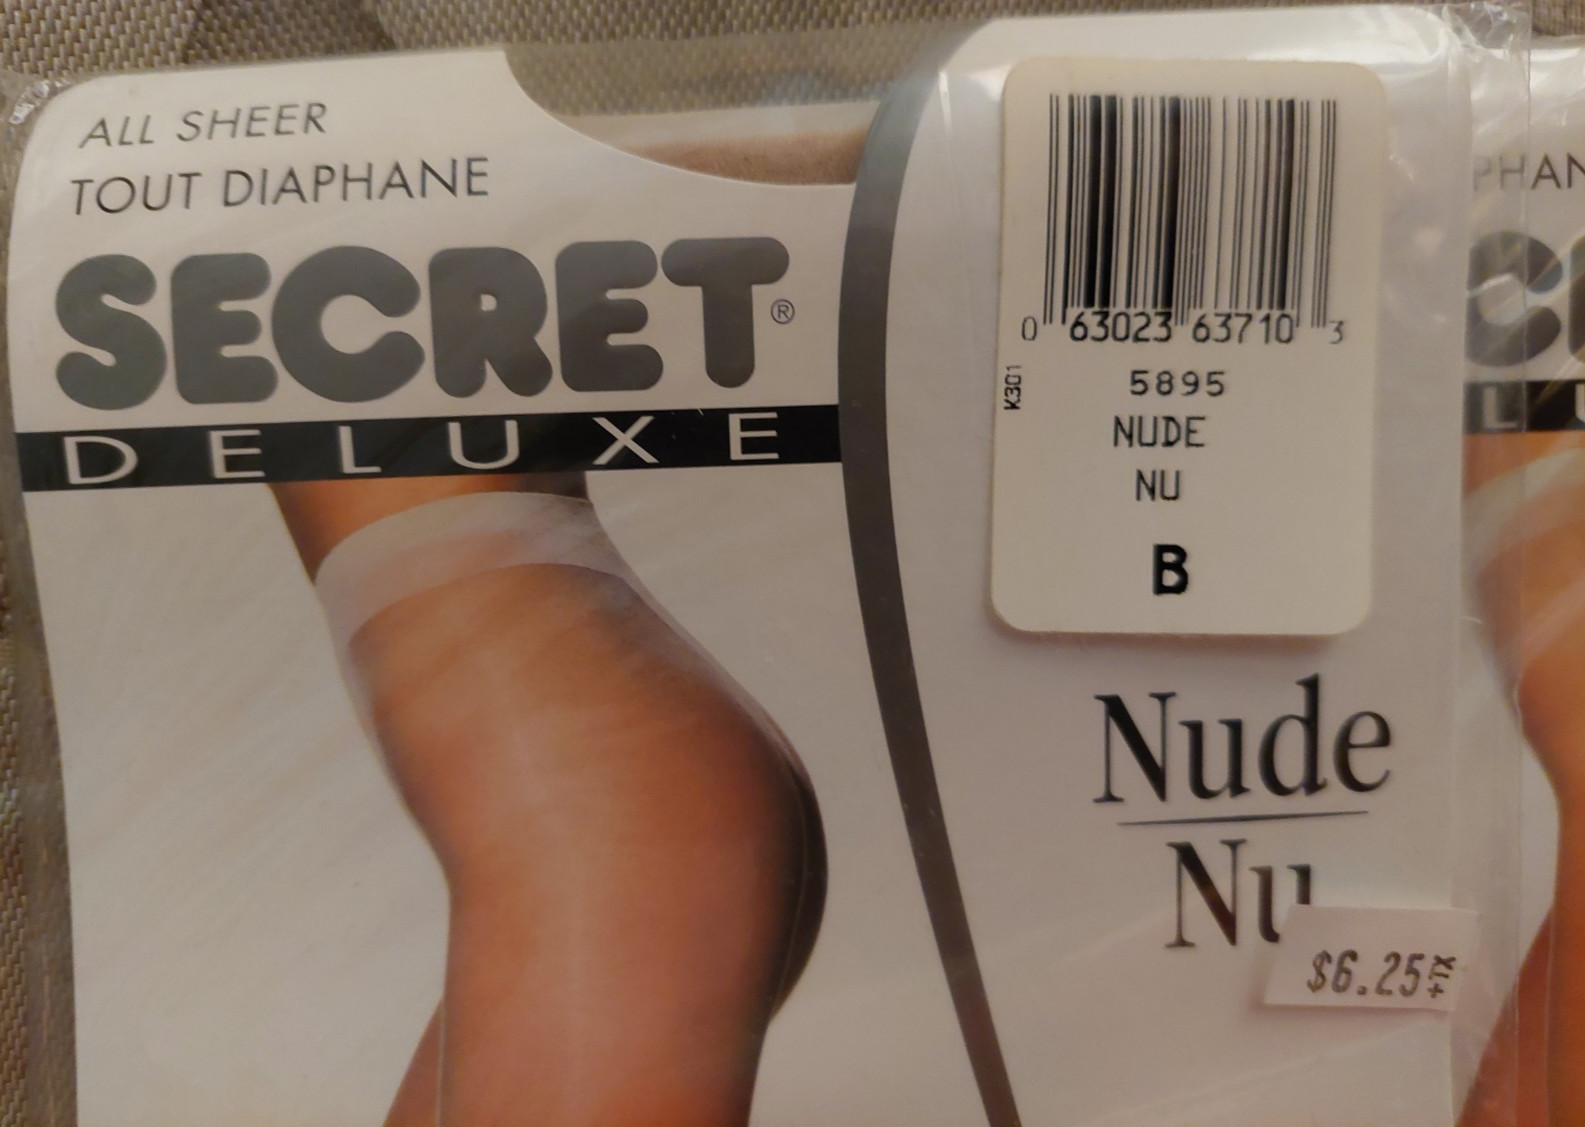 ALL SHEER
TOUT DIAPHANE
SECRET®
DELUXE
0 63023 63710 3
K301
5895
NUDE
NU
B
Nude
Nu
$6.25+TX
PHAN